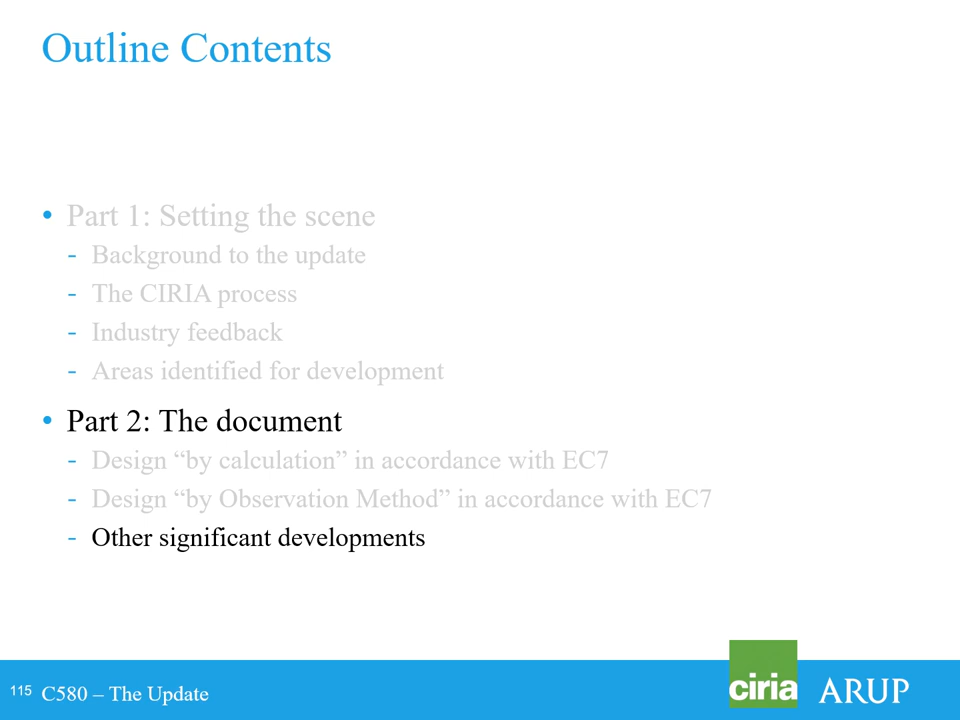 Outline Contents
• Part 1: Setting the scene
- Background to the update
- The CIRIA process
- Industry feedback
- Areas identified for development
• Part 2: The document
- Design “by calculation” in accordance with EC7
- Design “by Observation Method” in accordance with EC7
- Other significant developments
115 C580 – The Update
ciria ARUP